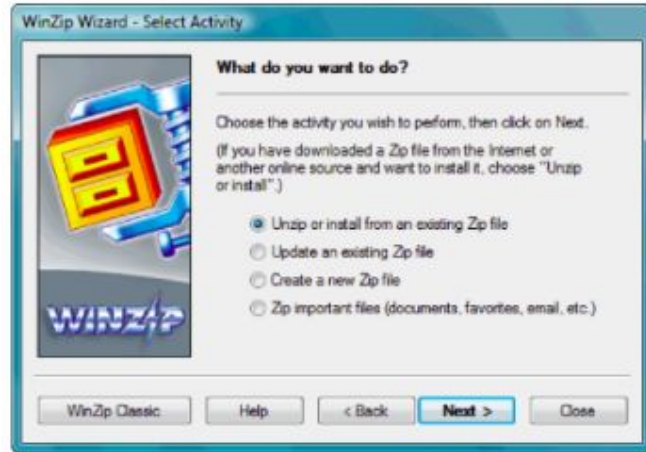 WinZip Wizard - Select Activity
What do you want to do?
Choose the activity you wish to perform, then click on Next.
(If you have downloaded a Zip file from the Internet or
another online source and want to install it, choose "Unzip
or install".)
Unzip or install from an existing Zip file
Update an existing Zip file
Create a new Zip file
Zip important files (documents, favorites, email, etc.)
WINZIP
WinZip Classic
Help
< Back
Next >
Close